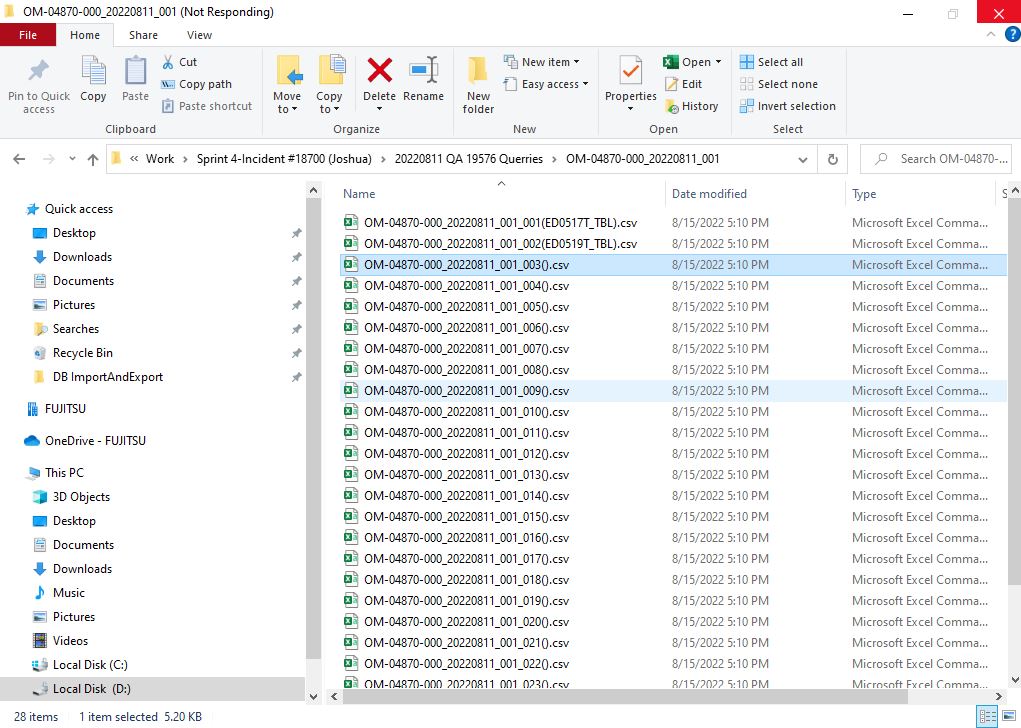 OM-04870-000_20220811_001 (Not Responding)
File Home Share View
Pin to Quick access
Copy
Paste
Cut
Copy path
Paste shortcut
Clipboard
Move to
Copy to
Delete
Rename
Organize
New folder
New item
Easy access
New
Properties
Open
Edit
History
Open
Select all
Select none
Invert selection
Select
« Work › Sprint 4-Incident #18700 (Joshua) › 20220811 QA 19576 Querries › OM-04870-000_20220811_001
Search OM-04870-000-...
Quick access
Desktop
Downloads
Documents
Pictures
Searches
Recycle Bin
DB ImportAndExport
FUJITSU
OneDrive - FUJITSU
This PC
3D Objects
Desktop
Documents
Downloads
Music
Pictures
Videos
Local Disk (C:)
Local Disk (D:)
Name Date modified Type S
OM-04870-000_20220811_001_001(ED0517T_TBL).csv 8/15/2022 5:10 PM Microsoft Excel Comma...
OM-04870-000_20220811_001_002(ED0519T_TBL).csv 8/15/2022 5:10 PM Microsoft Excel Comma...
OM-04870-000_20220811_001_003().csv 8/15/2022 5:10 PM Microsoft Excel Comma...
OM-04870-000_20220811_001_004().csv 8/15/2022 5:10 PM Microsoft Excel Comma...
OM-04870-000_20220811_001_005().csv 8/15/2022 5:10 PM Microsoft Excel Comma...
OM-04870-000_20220811_001_006().csv 8/15/2022 5:10 PM Microsoft Excel Comma...
OM-04870-000_20220811_001_007().csv 8/15/2022 5:10 PM Microsoft Excel Comma...
OM-04870-000_20220811_001_008().csv 8/15/2022 5:10 PM Microsoft Excel Comma...
OM-04870-000_20220811_001_009().csv 8/15/2022 5:10 PM Microsoft Excel Comma...
OM-04870-000_20220811_001_010().csv 8/15/2022 5:10 PM Microsoft Excel Comma...
OM-04870-000_20220811_001_011().csv 8/15/2022 5:10 PM Microsoft Excel Comma...
OM-04870-000_20220811_001_012().csv 8/15/2022 5:10 PM Microsoft Excel Comma...
OM-04870-000_20220811_001_013().csv 8/15/2022 5:10 PM Microsoft Excel Comma...
OM-04870-000_20220811_001_014().csv 8/15/2022 5:10 PM Microsoft Excel Comma...
OM-04870-000_20220811_001_015().csv 8/15/2022 5:10 PM Microsoft Excel Comma...
OM-04870-000_20220811_001_016().csv 8/15/2022 5:10 PM Microsoft Excel Comma...
OM-04870-000_20220811_001_017().csv 8/15/2022 5:10 PM Microsoft Excel Comma...
OM-04870-000_20220811_001_018().csv 8/15/2022 5:10 PM Microsoft Excel Comma...
OM-04870-000_20220811_001_019().csv 8/15/2022 5:10 PM Microsoft Excel Comma...
OM-04870-000_20220811_001_020().csv 8/15/2022 5:10 PM Microsoft Excel Comma...
OM-04870-000_20220811_001_021().csv 8/15/2022 5:10 PM Microsoft Excel Comma...
OM-04870-000_20220811_001_022().csv 8/15/2022 5:10 PM Microsoft Excel Comma...
OM-04870-000_20220811_001_023().csv 8/15/2022 5:10 PM Microsoft Excel Comma...
28 items 1 item selected 5.20 KB